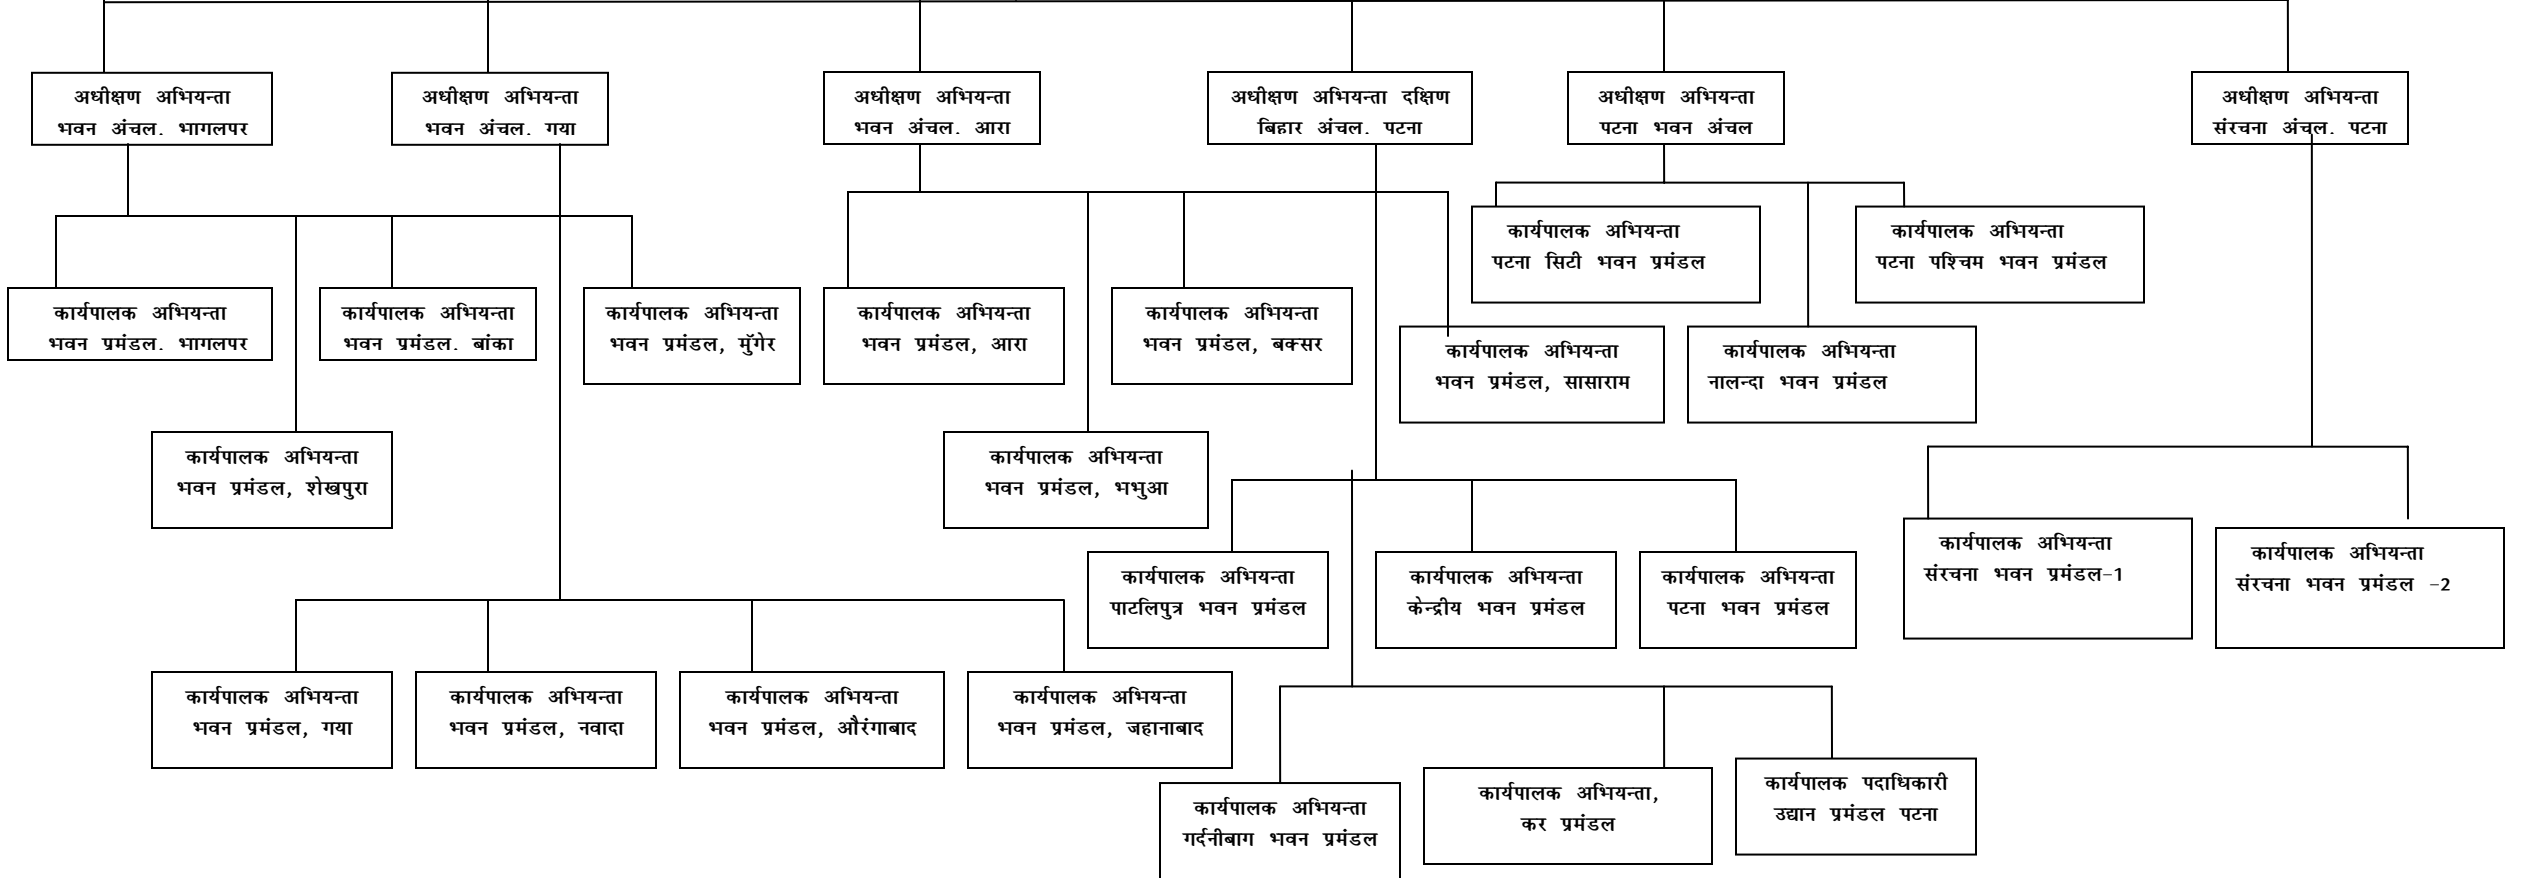 अधीक्षण अभियन्ता
भवन अंचल. भागलपर
अधीक्षण अभियन्ता
भवन अंचल. गया
अधीक्षण अभियन्ता
भवन अंचल. आरा
अधीक्षण अभियन्ता दक्षिण
बिहार अंचल. पटना
अधीक्षण अभियन्ता
पटना भवन अंचल
अधीक्षण अभियन्ता
संरचना अंचल. पटना
कार्यपालक अभियन्ता
पटना सिटी भवन प्रमंडल
कार्यपालक अभियन्ता
पटना पश्चिम भवन प्रमंडल
कार्यपालक अभियन्ता
भवन प्रमंडल. भागलपर
कार्यपालक अभियन्ता
भवन प्रमंडल. बांका
कार्यपालक अभियन्ता
भवन प्रमंडल, मुॅंगेर
कार्यपालक अभियन्ता
भवन प्रमंडल, आरा
कार्यपालक अभियन्ता
भवन प्रमंडल, बक्सर
कार्यपालक अभियन्ता
भवन प्रमंडल, सासाराम
कार्यपालक अभियन्ता
नालन्दा भवन प्रमंडल
कार्यपालक अभियन्ता
भवन प्रमंडल, शेखपुरा
कार्यपालक अभियन्ता
भवन प्रमंडल, भभुआ
कार्यपालक अभियन्ता
संरचना भवन प्रमंडल-1
कार्यपालक अभियन्ता
संरचना भवन प्रमंडल -2
कार्यपालक अभियन्ता
पाटलिपुत्र भवन प्रमंडल
कार्यपालक अभियन्ता
केन्द्रीय भवन प्रमंडल
कार्यपालक अभियन्ता
पटना भवन प्रमंडल
कार्यपालक अभियन्ता
भवन प्रमंडल, गया
कार्यपालक अभियन्ता
भवन प्रमंडल, नवादा
कार्यपालक अभियन्ता
भवन प्रमंडल, औरंगाबाद
कार्यपालक अभियन्ता
भवन प्रमंडल, जहानाबाद
कार्यपालक अभियन्ता
गर्दनीबाग भवन प्रमंडल
कार्यपालक अभियन्ता,
कर प्रमंडल
कार्यपालक पदाधिकारी
उद्यान प्रमंडल पटना